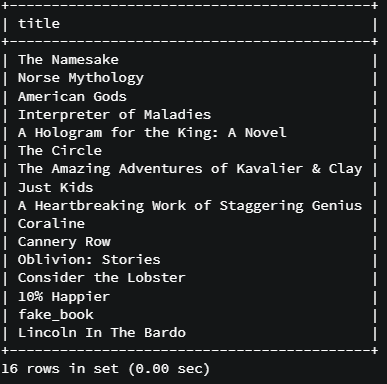 +---------------------------------------------+
| title                                       |
+---------------------------------------------+
| The Namesake                                |
| Norse Mythology                             |
| American Gods                               |
| Interpreter of Maladies                     |
| A Hologram for the King: A Novel            |
| The Circle                                  |
| The Amazing Adventures of Kavalier & Clay   |
| Just Kids                                   |
| A Heartbreaking Work of Staggering Genius   |
| Coraline                                    |
| Cannery Row                                 |
| Oblivion: Stories                           |
| Consider the Lobster                        |
| 10% Happier                                 |
| fake_book                                   |
| Lincoln In The Bardo                        |
+---------------------------------------------+
16 rows in set (0.00 sec)